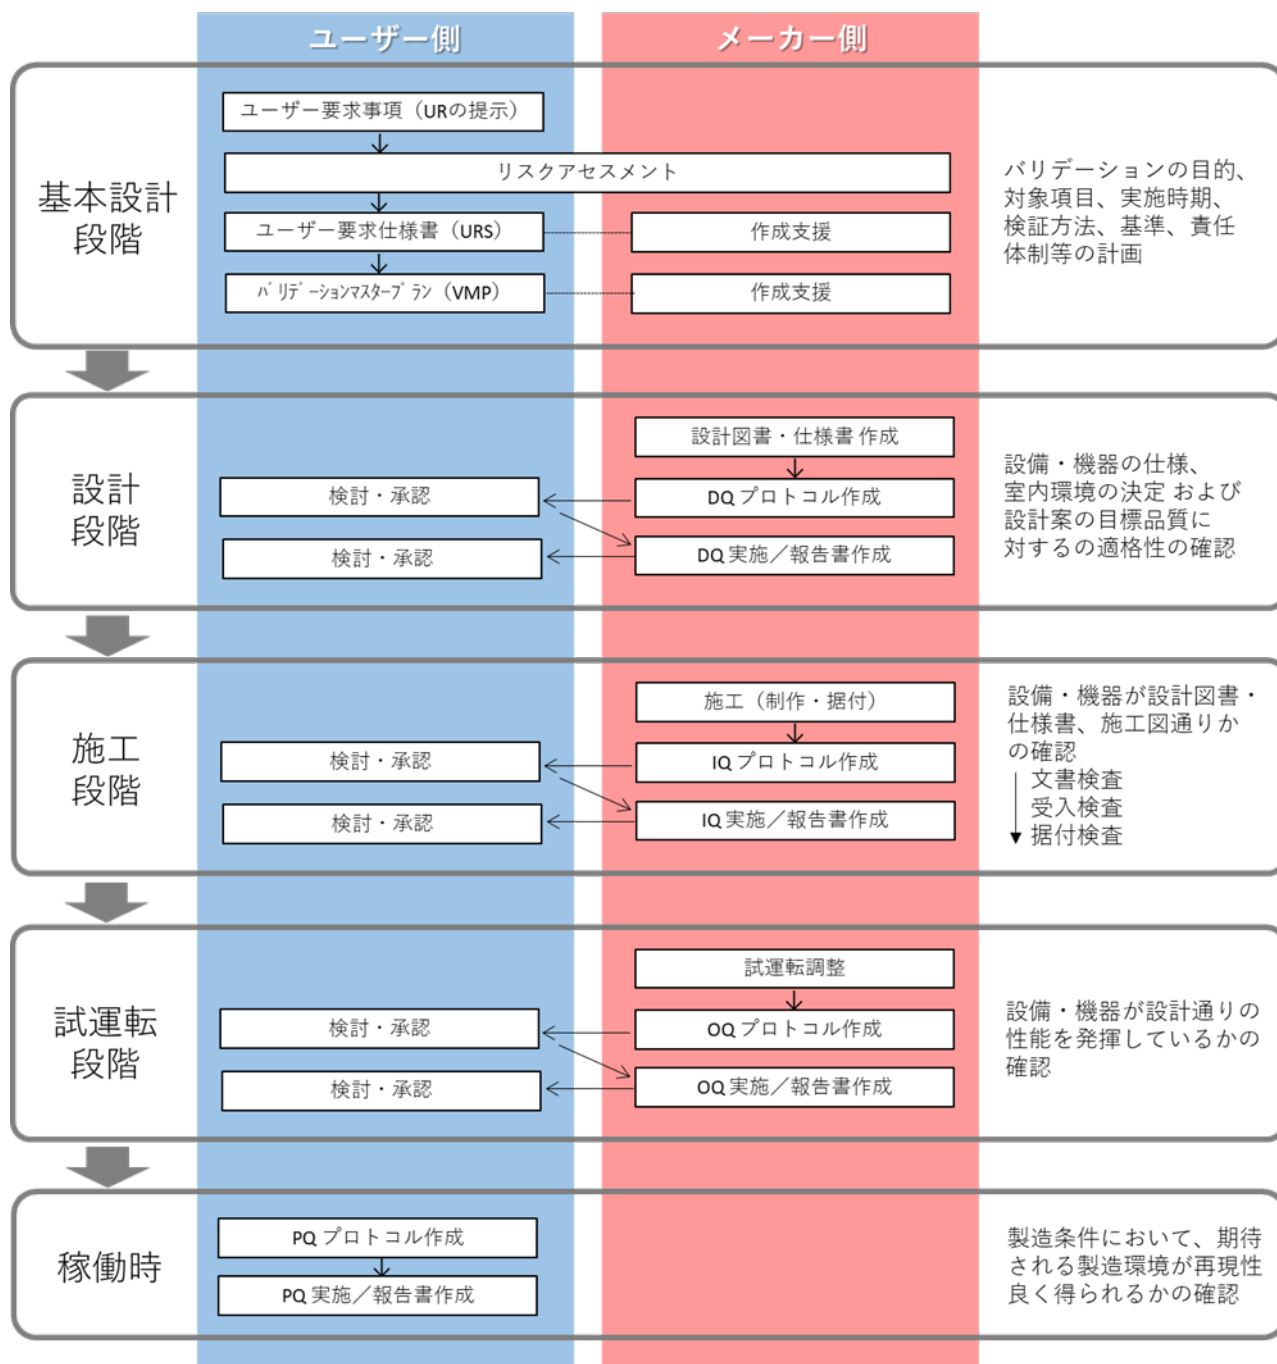 ユーザー側
メーカー側
基本設計
段階
ユーザー要求事項（URの提示）
リスクアセスメント
ユーザー要求仕様書（URS）
作成支援
ﾊﾞﾘﾃﾞｰｼｮﾝﾏｽﾀｰﾌﾟﾗﾝ（VMP）
作成支援
バリデーションの目的、
対象項目、実施時期、
検証方法、基準、責任
体制等の計画
設計
段階
設計図書・仕様書 作成
検討・承認
DQ プロトコル作成
検討・承認
DQ 実施／報告書作成
設備・機器の仕様、
室内環境の決定 および
設計案の目標品質に
対するの適格性の確認
施工
段階
施工（制作・据付）
検討・承認
IQ プロトコル作成
検討・承認
IQ 実施／報告書作成
設備・機器が設計図書・
仕様書、施工図通りか
の確認
文書検査
受入検査
据付検査
試運転
段階
試運転調整
検討・承認
OQ プロトコル作成
検討・承認
OQ 実施／報告書作成
設備・機器が設計通りの
性能を発揮しているかの
確認
稼働時
PQ プロトコル作成
PQ 実施／報告書作成
製造条件において、期待
される製造環境が再現性
良く得られるかの確認